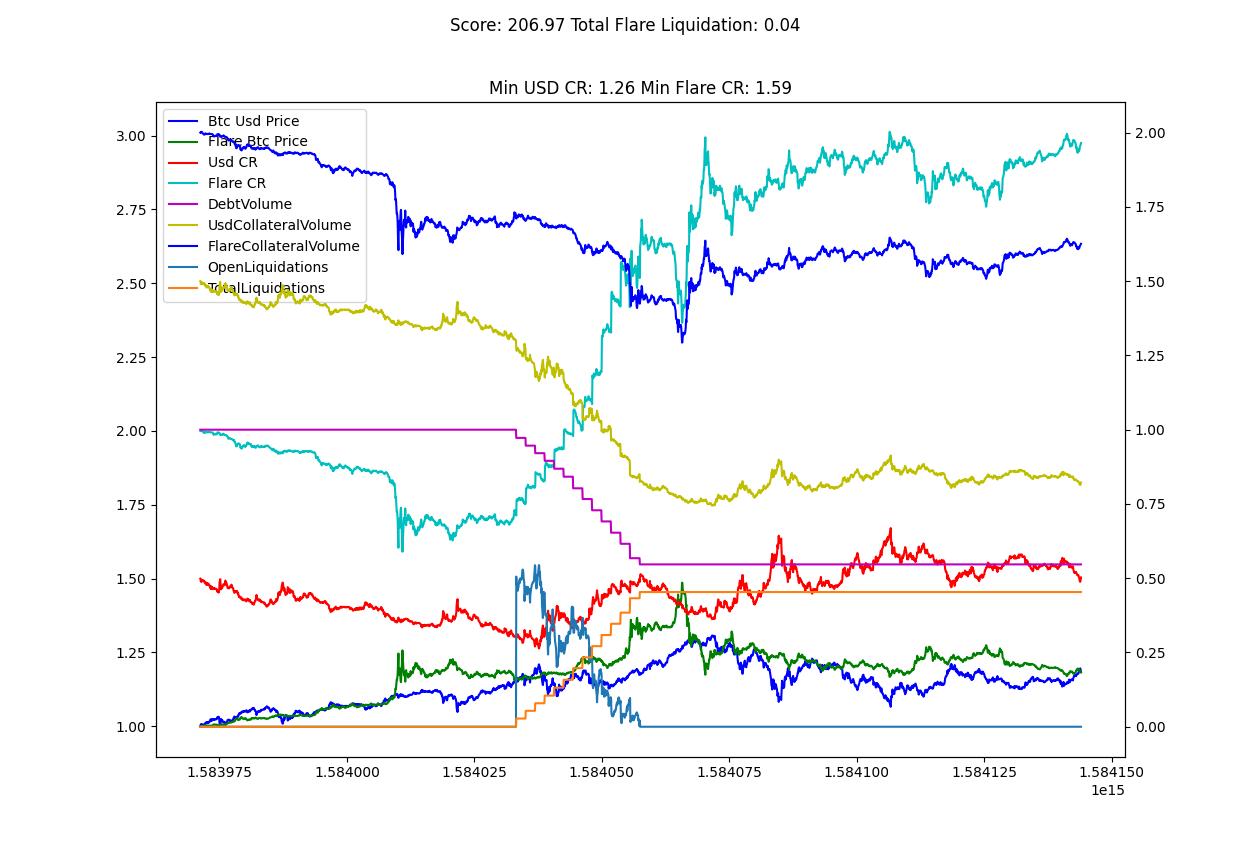 Score: 206.97 Total Flare Liquidation: 0.04
Min USD CR: 1.26 Min Flare CR: 1.59
Btc Usd Price
Flare Btc Price
Usd CR
Flare CR
DebtVolume
UsdCollateralVolume
FlareCollateralVolume
OpenLiquidations
TotalLiquidations
3.00
2.75
2.50
2.25
2.00
1.75
1.50
1.25
1.00
2.00
1.75
1.50
1.25
1.00
0.75
0.50
0.25
0.00
1.583975 1.584000 1.584025 1.584050 1.584075 1.584100 1.584125 1.584150
1e15